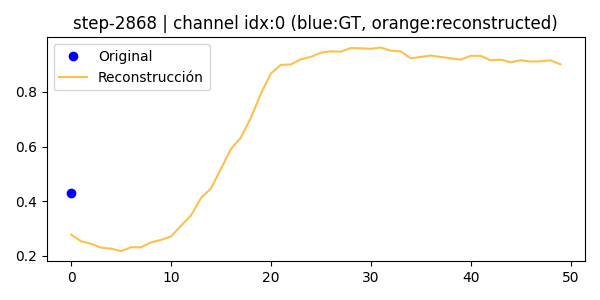 step-2868 | channel idx:0 (blue:GT, orange:reconstructed)
Original
Reconstrucción
0.8
0.6
0.4
0.2
0 10 20 30 40 50